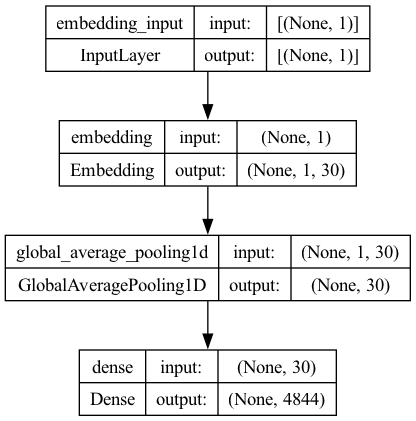 embedding_input input: [(None, 1)]
InputLayer output: [(None, 1)]
embedding input: (None, 1)
Embedding output: (None, 1, 30)
global_average_pooling1d input: (None, 1, 30)
GlobalAveragePooling1D output: (None, 30)
dense input: (None, 30)
Dense output: (None, 4844)